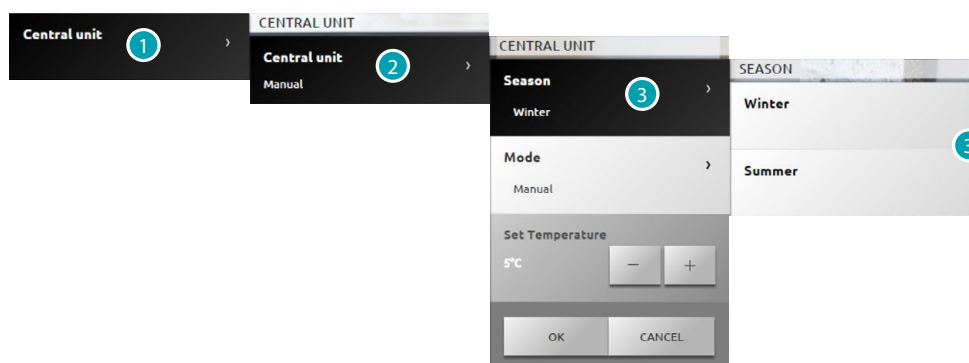 Central unit
1
›
CENTRAL UNIT
Central unit
2
›
Manual
CENTRAL UNIT
Season
3
›
Winter
Mode
›
Manual
Set Temperature
5°C
− +
OK CANCEL
SEASON
Winter
3
Summer